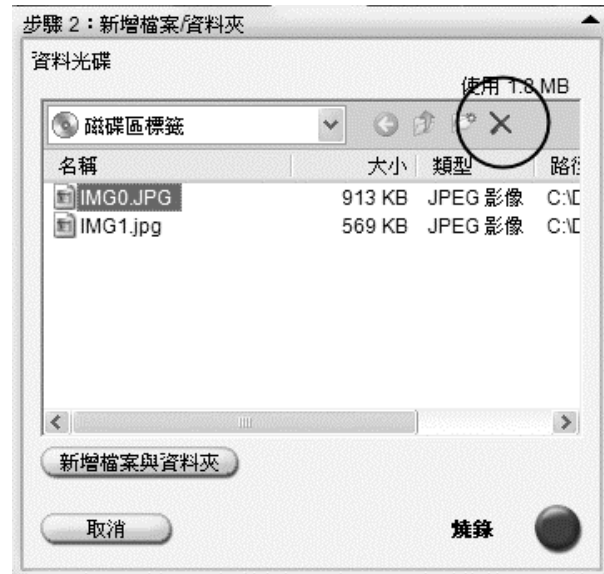 步驟 2：新增檔案/資料夾
資料光碟
使用 1.8 MB
磁碟區標籤
名稱 大小 類型 路徑
IMG0.JPG 913 KB JPEG 影像 C:\D
IMG1.jpg 569 KB JPEG 影像 C:\D
新增檔案與資料夾
取消 燒錄